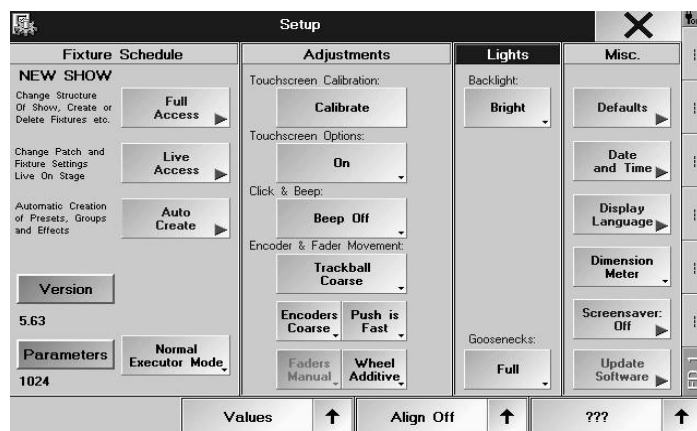 Setup
Fixture Schedule
NEW SHOW
Change Structure
Of Show, Create or
Delete Fixtures etc.
Full
Access
Change Patch and
Fixture Settings
Live On Stage
Live
Access
Automatic Creation
of Presets, Groups
and Effects
Auto
Create
Version
5.63
Parameters
1024
Normal
Executor Mode
Adjustments
Touchscreen Calibration:
Calibrate
Touchscreen Options:
On
Click & Beep:
Beep Off
Encoder & Fader Movement:
Trackball
Coarse
Encoders
Coarse
Push is
Fast
Faders
Manual
Wheel
Additive
Lights
Backlight:
Bright
Goosenecks:
Full
Misc.
Defaults
Date
and Time
Display
Language
Dimension
Meter
Screensaver:
Off
Update
Software
Values
Align Off
???